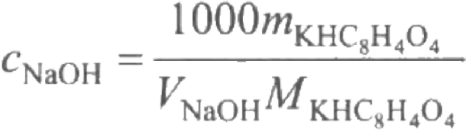 c_NaOH = 1000m_KHC₈H₄O₄ / V_NaOH M_KHC₈H₄O₄